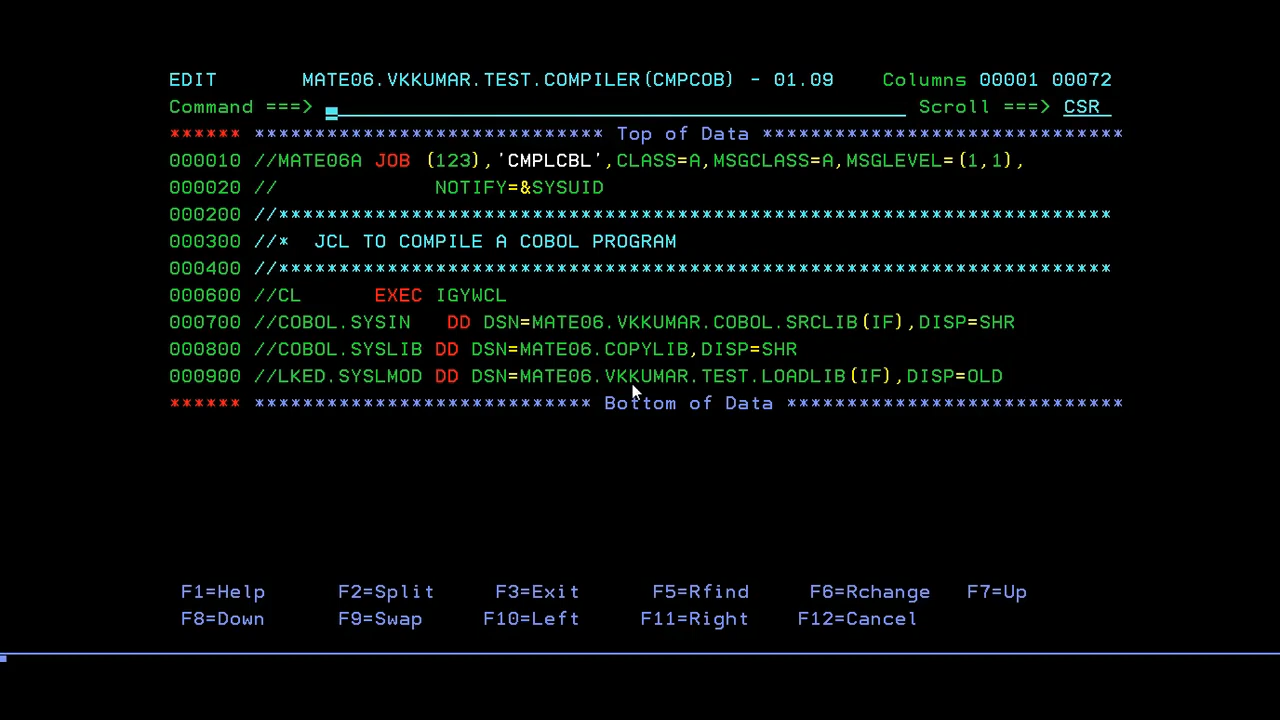 EDIT MATE06.VKKUMAR.TEST.COMPILER(CMPCOB) - 01.09 Columns 00001 00072
Command ===> Scroll ===> CSR
****** ***************************** Top of Data ******************************
000010 //MATE06A JOB (123),'CMPLCBL',CLASS=A,MSGCLASS=A,MSGLEVEL=(1,1),
000020 // NOTIFY=&SYSUID
000200 //*********************************************************************
000300 //* JCL TO COMPILE A COBOL PROGRAM
000400 //*********************************************************************
000600 //CL EXEC IGYWCL
000700 //COBOL.SYSIN DD DSN=MATE06.VKKUMAR.COBOL.SRCLIB(IF),DISP=SHR
000800 //COBOL.SYSLIB DD DSN=MATE06.COPYLIB,DISP=SHR
000900 //LKED.SYSLMOD DD DSN=MATE06.VKKUMAR.TEST.LOADLIB(IF),DISP=OLD
****** **************************** Bottom of Data ****************************
F1=Help F2=Split F3=Exit F5=Rfind F6=Rchange F7=Up
F8=Down F9=Swap F10=Left F11=Right F12=Cancel